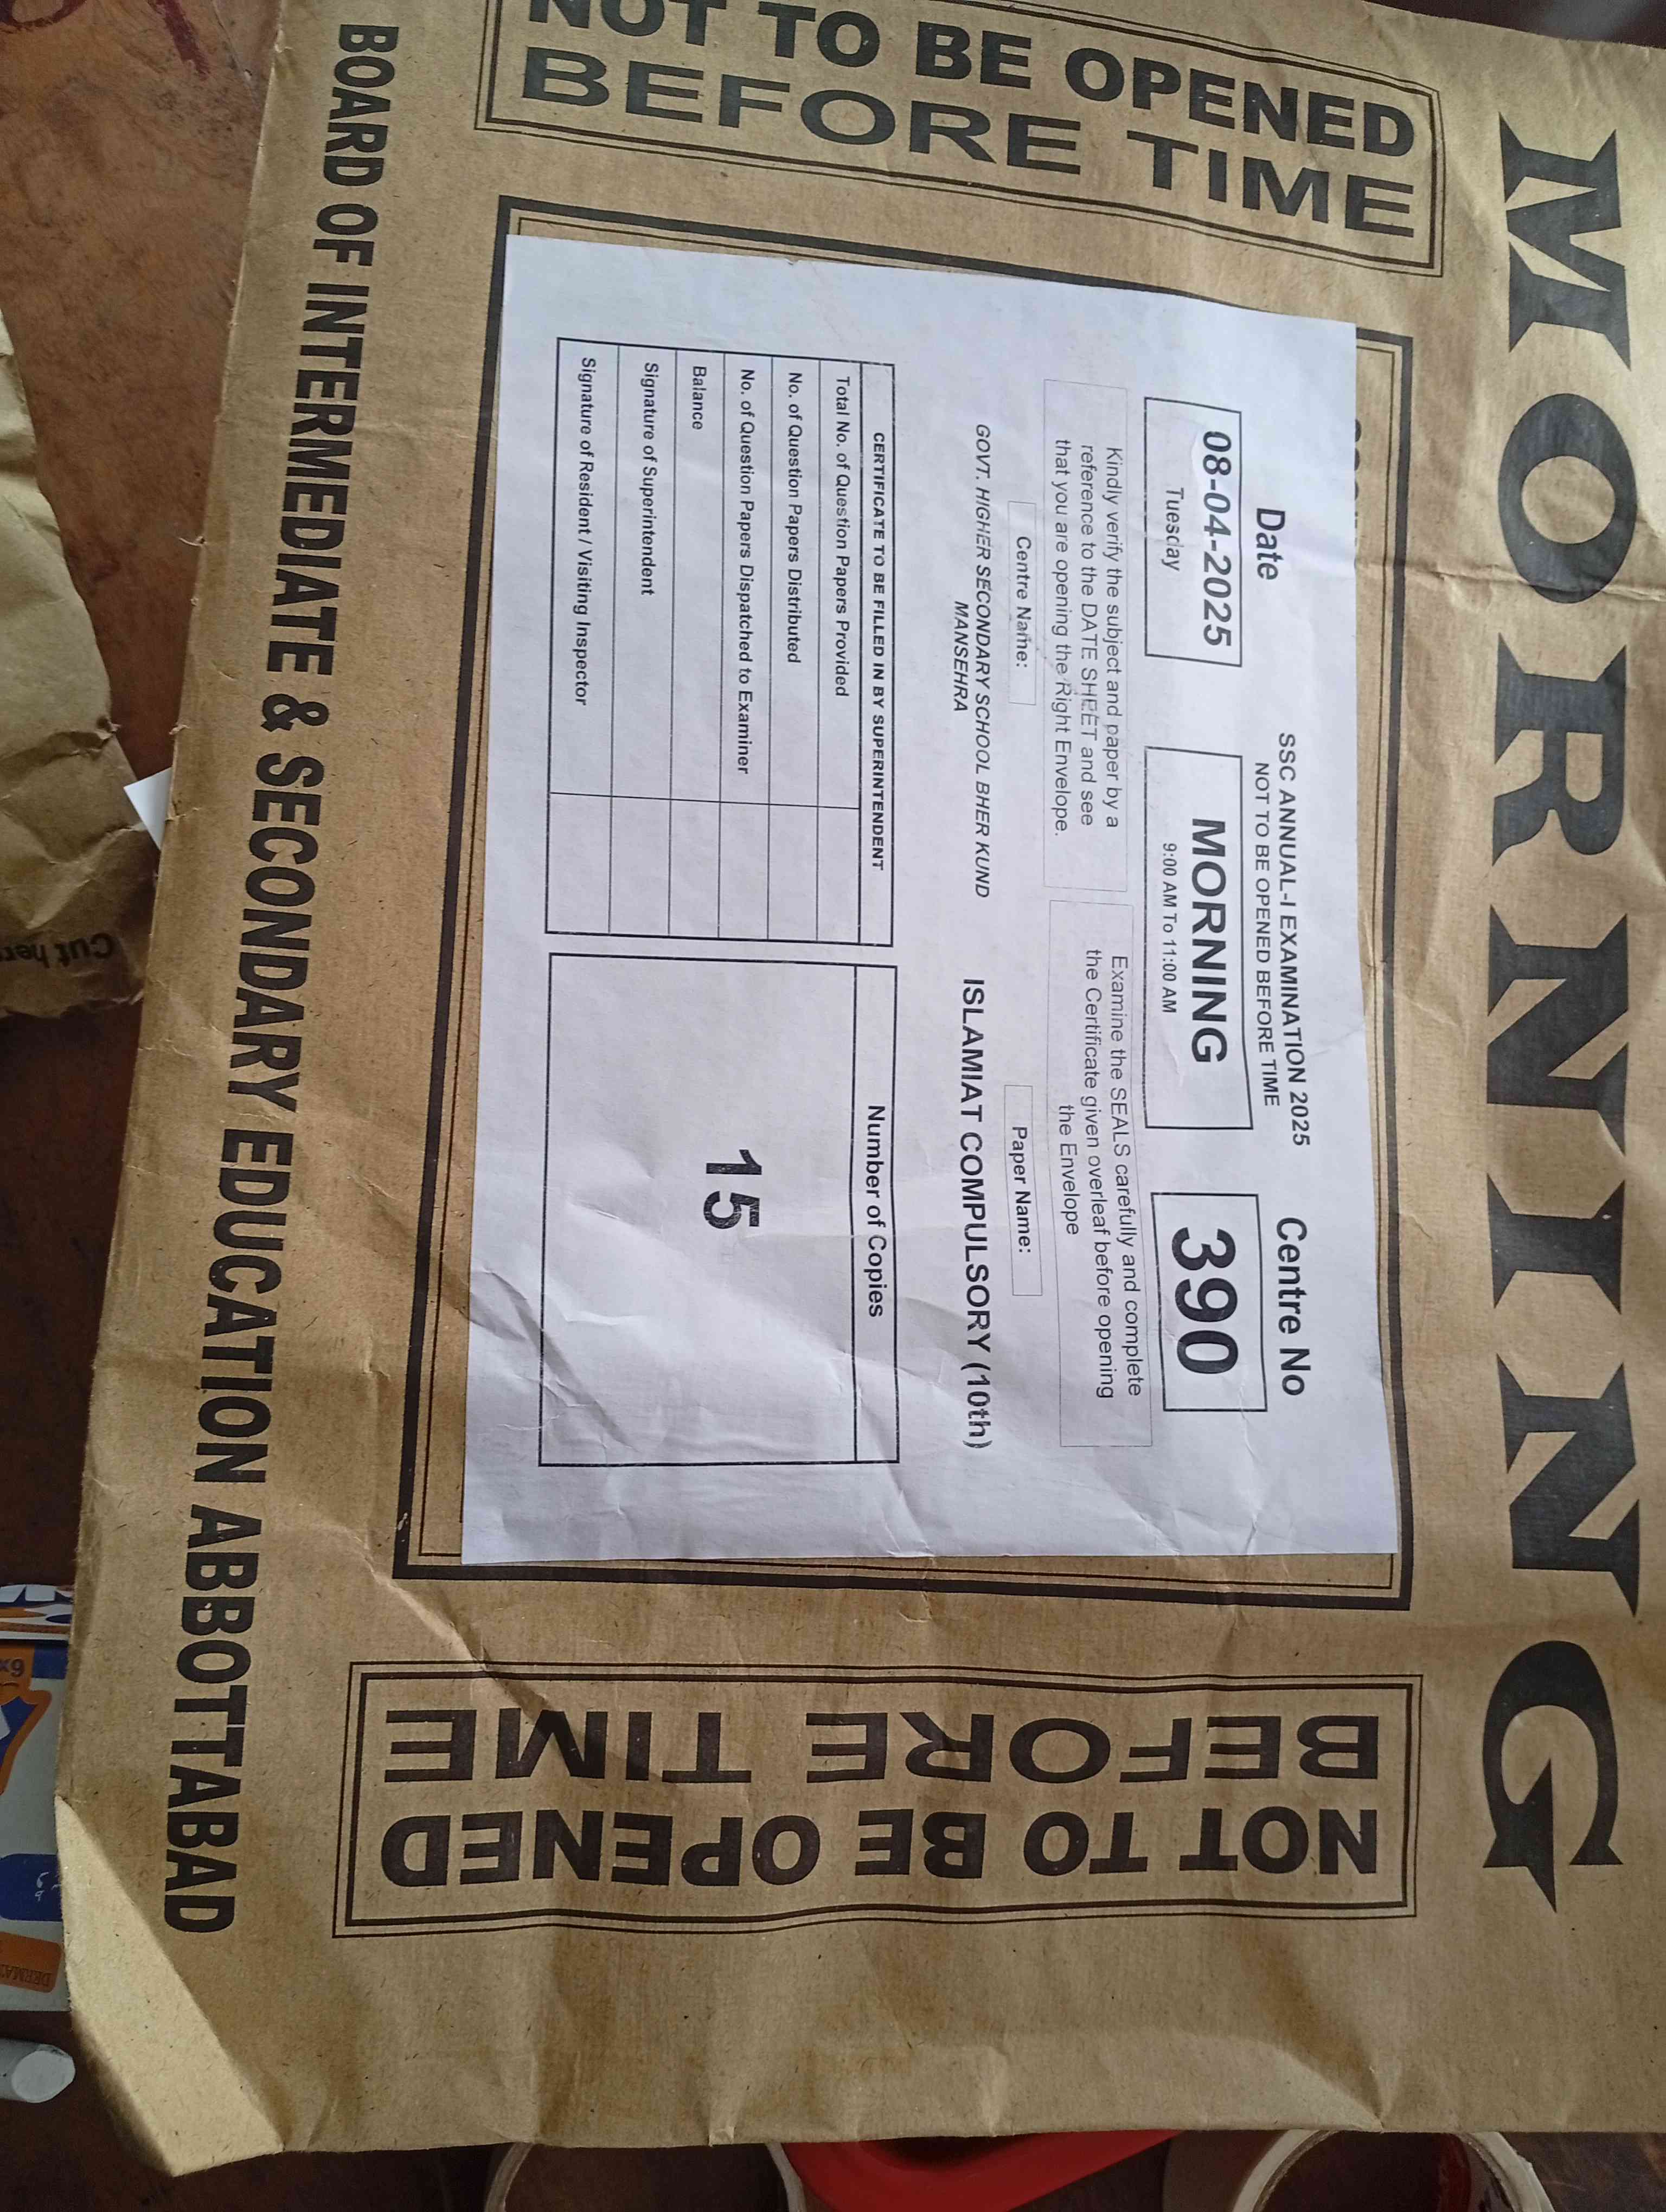 MORNING
NOT TO BE OPENED
BEFORE TIME
SSC ANNUAL-I EXAMINATION 2025
NOT TO BE OPENED BEFORE TIME
Date
08-04-2025
Tuesday
MORNING
9:00 AM To 11:00 AM
Centre No
390
Kindly verify the subject and paper by a
reference to the DATE SHEET and see
that you are opening the Right Envelope.
Examine the SEALS carefully and complete
the Certificate given overleaf before opening
the Envelope
Centre Name:
GOVT. HIGHER SECONDARY SCHOOL BHER KUND
MANSEHRA
Paper Name:
ISLAMIAT COMPULSORY (10th)
CERTIFICATE TO BE FILLED IN BY SUPERINTENDENT
Total No. of Question Papers Provided
No. of Question Papers Distributed
No. of Question Papers Dispatched to Examiner
Balance
Signature of Superintendent
Signature of Resident / Visiting Inspector
Number of Copies
15
NOT TO BE OPENED
BEFORE TIME
BOARD OF INTERMEDIATE & SECONDARY EDUCATION ABBOTTABAD
Cut